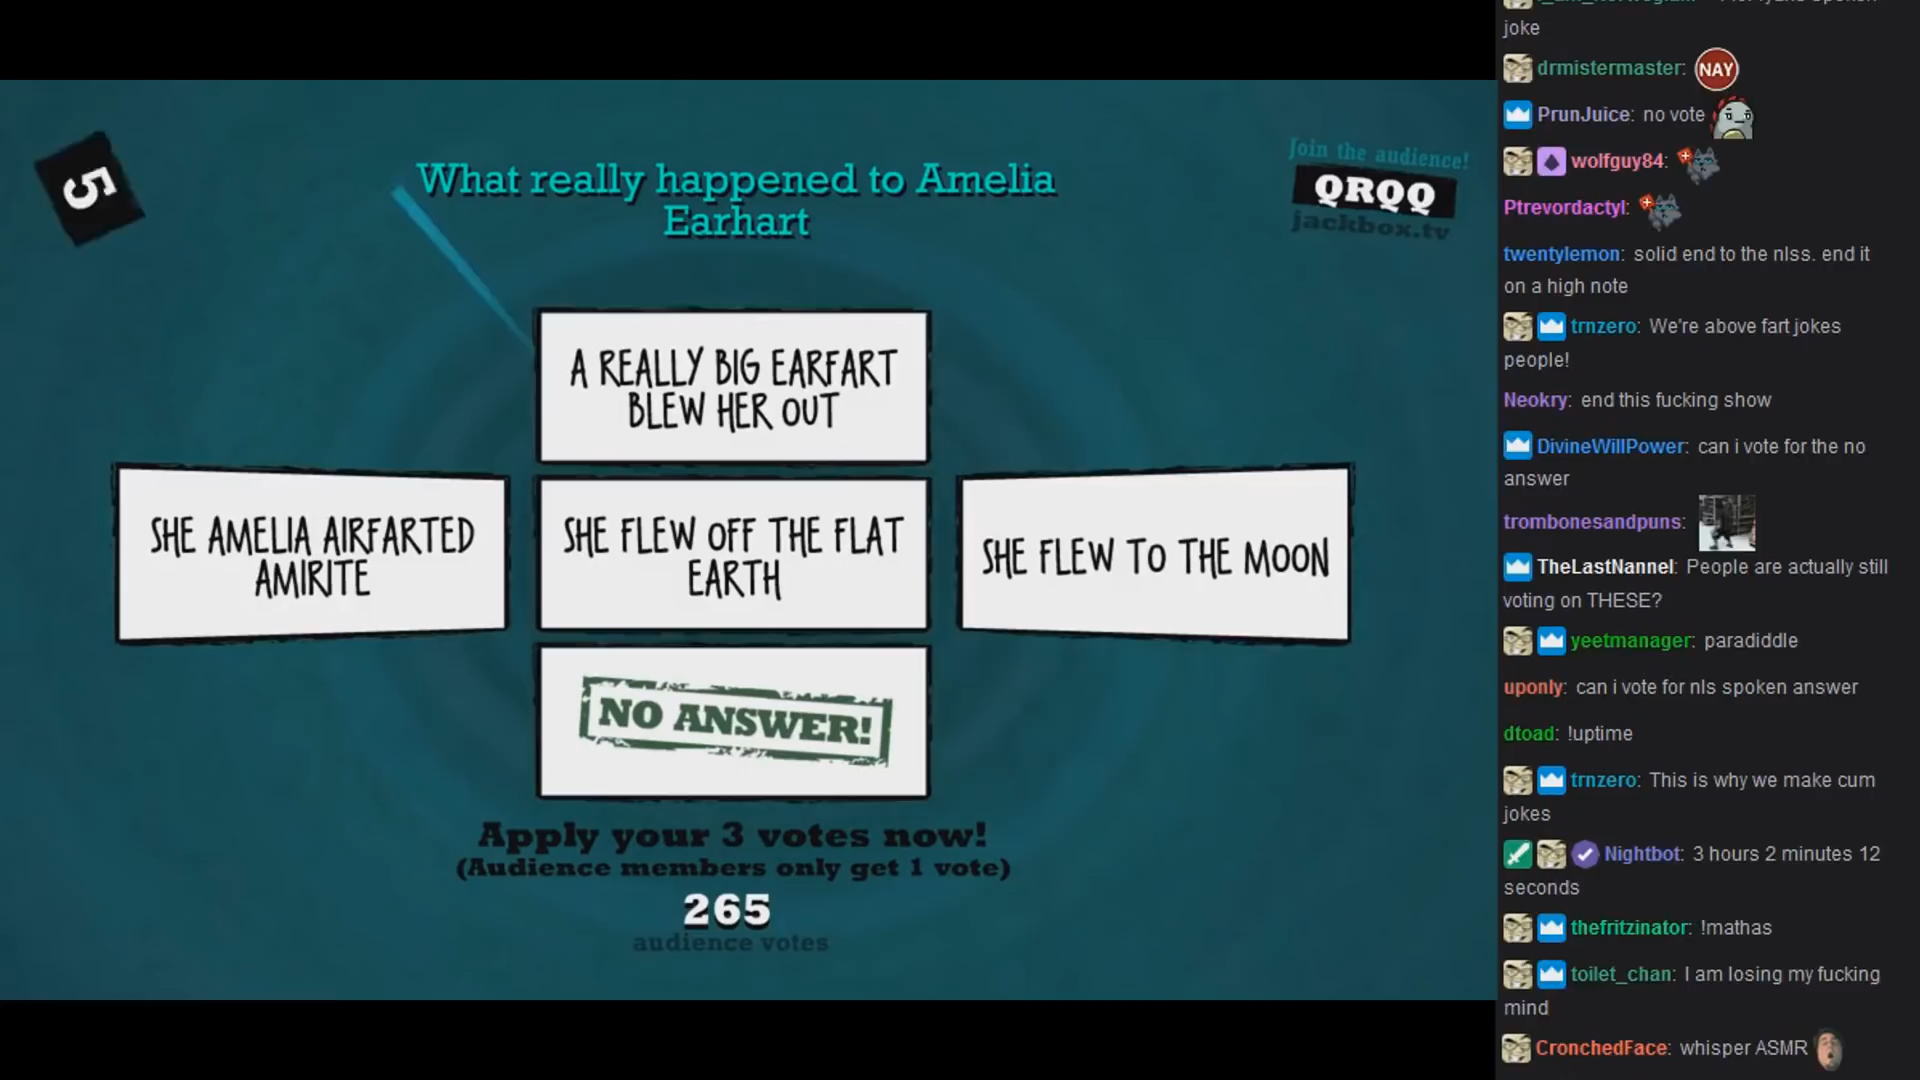 5
What really happened to Amelia
Earhart
Join the audience!
QRQQ
jackbox.tv
A REALLY BIG EARFART
BLEW HER OUT
SHE AMELIA AIRFARTED
AMIRITE
SHE FLEW OFF THE FLAT
EARTH
SHE FLEW TO THE MOON
NO ANSWER!
Apply your 3 votes now!
(Audience members only get 1 vote)
265
audience votes
joke
drmistermaster: NAY
PrunJuice: no vote
wolfguy84:
Ptrevordactyl:
twentylemon: solid end to the nlss. end it
on a high note
trnzero: We're above fart jokes
people!
Neokry: end this fucking show
DivineWillPower: can i vote for the no
answer
trombonesandpuns:
TheLastNannel: People are actually still
voting on THESE?
yeetmanager: paradiddle
uponly: can i vote for nls spoken answer
dtoad: !uptime
trnzero: This is why we make cum
jokes
Nightbot: 3 hours 2 minutes 12
seconds
thefritzinator: !mathas
toilet_chan: I am losing my fucking
mind
CronchedFace: whisper ASMR